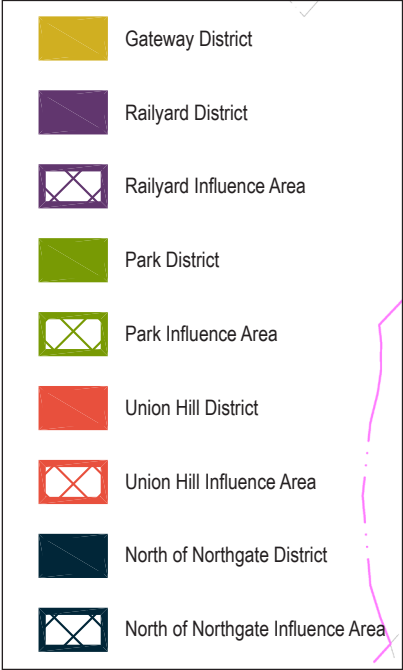 Gateway District
Railyard District
Railyard Influence Area
Park District
Park Influence Area
Union Hill District
Union Hill Influence Area
North of Northgate District
North of Northgate Influence Area